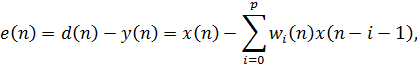 e(n) = d(n) − y(n) = x(n) − ∑_{i=0}^{p} w_i(n)x(n − i − 1),